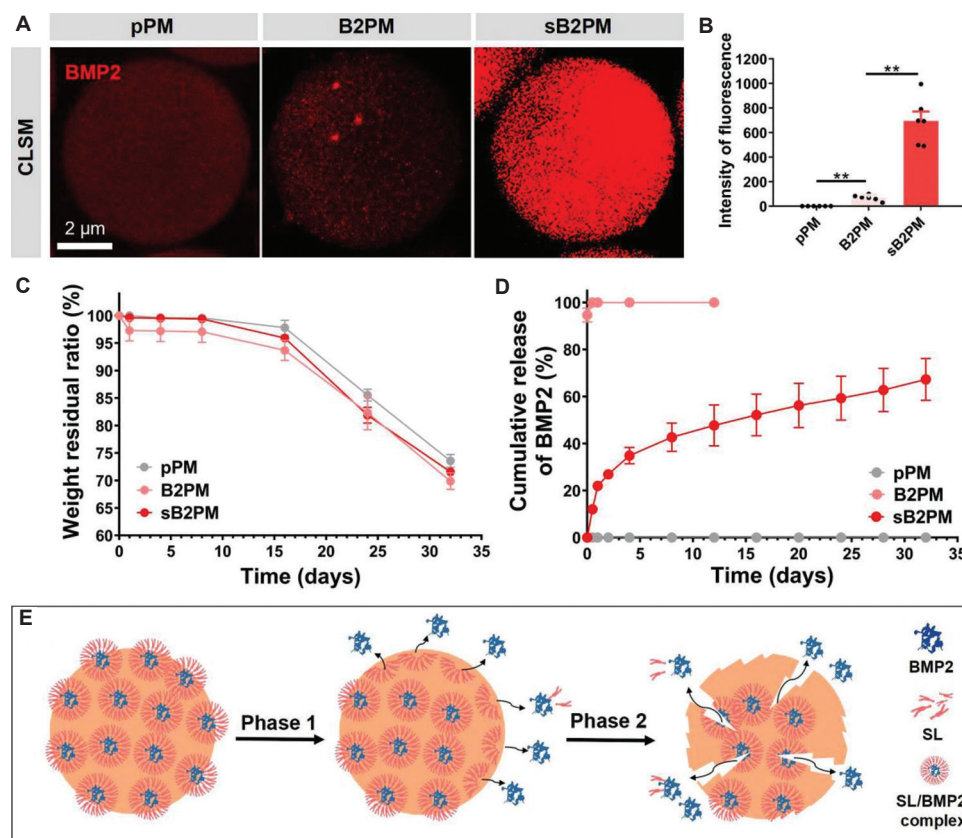 A
pPM
B2PM
sB2PM
CLSM
BMP2
2 μm
B
Intensity of fluorescence
1200
1000
800
600
400
200
0
**
**
pPM
B2PM
sB2PM
C
Weight residual ratio (%)
100
95
90
85
80
75
70
65
60
pPM
B2PM
sB2PM
0 5 10 15 20 25 30 35
Time (days)
D
Cumulative release
of BMP2 (%)
100
80
60
40
20
0
pPM
B2PM
sB2PM
0 5 10 15 20 25 30 35
Time (days)
E
Phase 1
Phase 2
BMP2
SL
SL/BMP2
complex